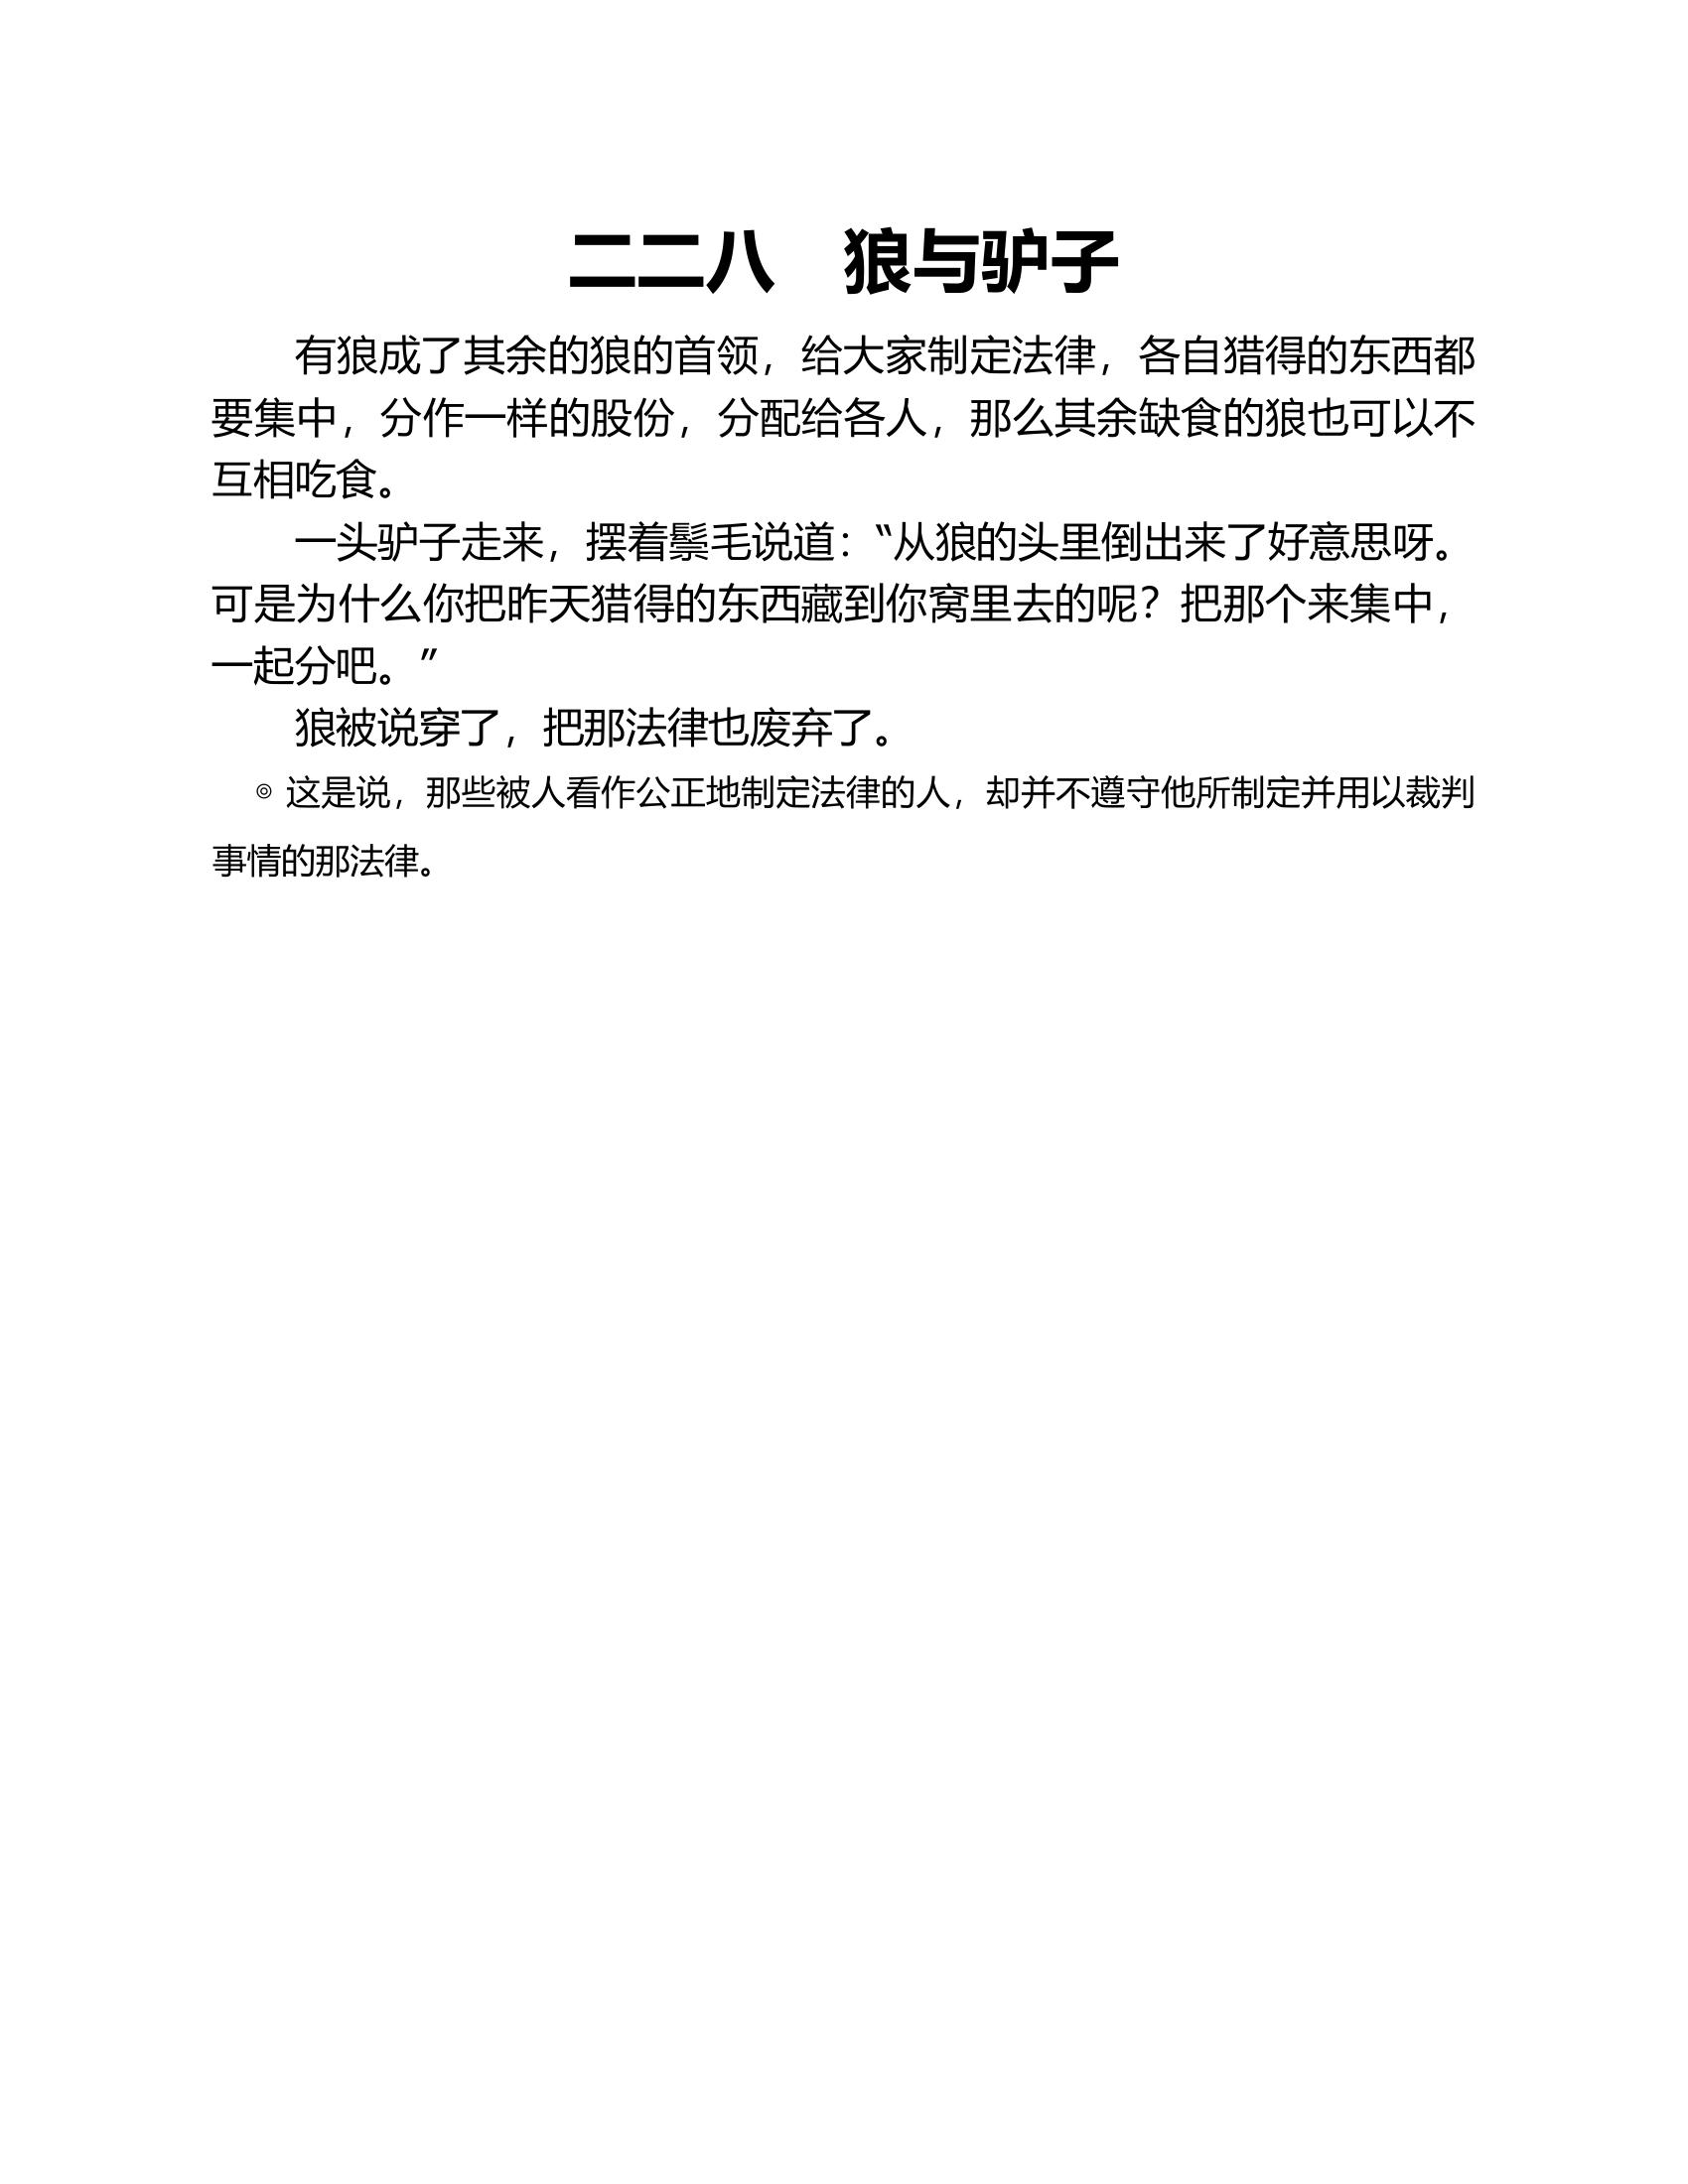 二二八　狼与驴子
有狼成了其余的狼的首领，给大家制定法律，各自猎得的东西都
要集中，分作一样的股份，分配给各人，那么其余缺食的狼也可以不
互相吃食。
一头驴子走来，摆着鬃毛说道：“从狼的头里倒出来了好意思呀。
可是为什么你把昨天猎得的东西藏到你窝里去的呢？把那个来集中，
一起分吧。”
狼被说穿了，把那法律也废弃了。
◎ 这是说，那些被人看作公正地制定法律的人，却并不遵守他所制定并用以裁判
事情的那法律。